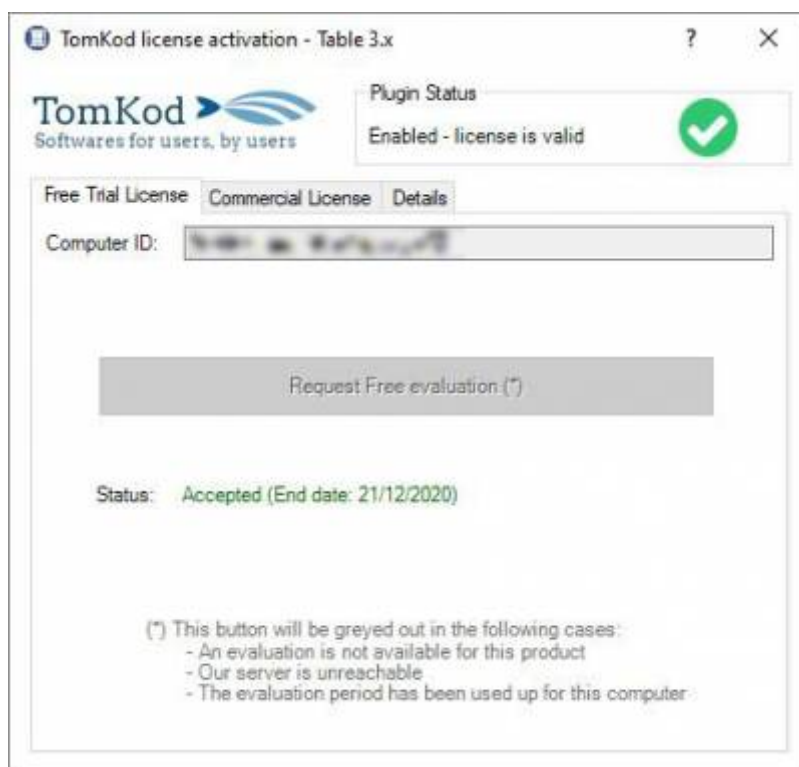 TomKod license activation - Table 3.x
?
TomKod
Softwares for users, by users
Plugin Status
Enabled - license is valid
Free Trial License
Commercial License
Details
Computer ID:
Request Free evaluation (*)
Status:
Accepted (End date: 21/12/2020)
(*) This button will be greyed out in the following cases:
- An evaluation is not available for this product
- Our server is unreachable
- The evaluation period has been used up for this computer